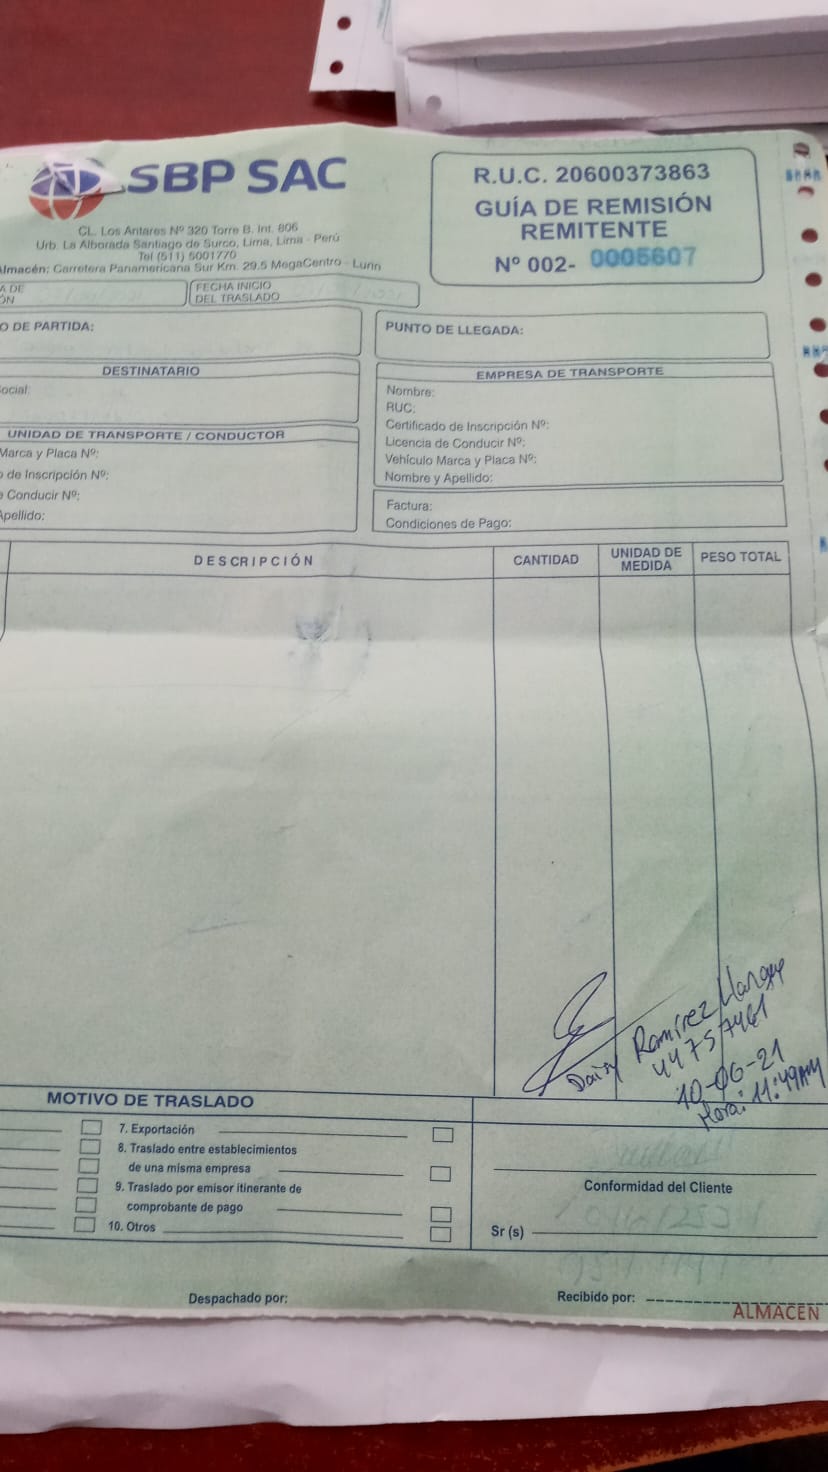 SBP SAC
CL. Los Antares Nº 320 Torre B. Int. 806
Urb. La Alborada Santiago de Surco, Lima, Lima - Perú
Tel (511) 5001770
Almacén: Carretera Panamericana Sur Km. 29.5 MegaCentro - Lurin
R.U.C. 20600373863
GUÍA DE REMISIÓN
REMITENTE
Nº 002- 0005607
A DE
ÓN
FECHA INICIO
DEL TRASLADO
O DE PARTIDA:
PUNTO DE LLEGADA:
DESTINATARIO
ocial:
EMPRESA DE TRANSPORTE
Nombre:
RUC:
Certificado de Inscripción Nº:
Licencia de Conducir Nº:
Vehículo Marca y Placa Nº:
Nombre y Apellido:
UNIDAD DE TRANSPORTE / CONDUCTOR
Marca y Placa Nº:
o de Inscripción Nº:
e Conducir Nº:
Apellido:
Factura:
Condiciones de Pago:
DESCRIPCIÓN
CANTIDAD
UNIDAD DE
MEDIDA
PESO TOTAL
Ramírez
44757461
10-06-21
Hora: 11:49AM
MOTIVO DE TRASLADO
7. Exportación
8. Traslado entre establecimientos
de una misma empresa
9. Traslado por emisor itinerante de
comprobante de pago
10. Otros
Conformidad del Cliente
Sr (s)
Despachado por:
Recibido por:
ALMACEN